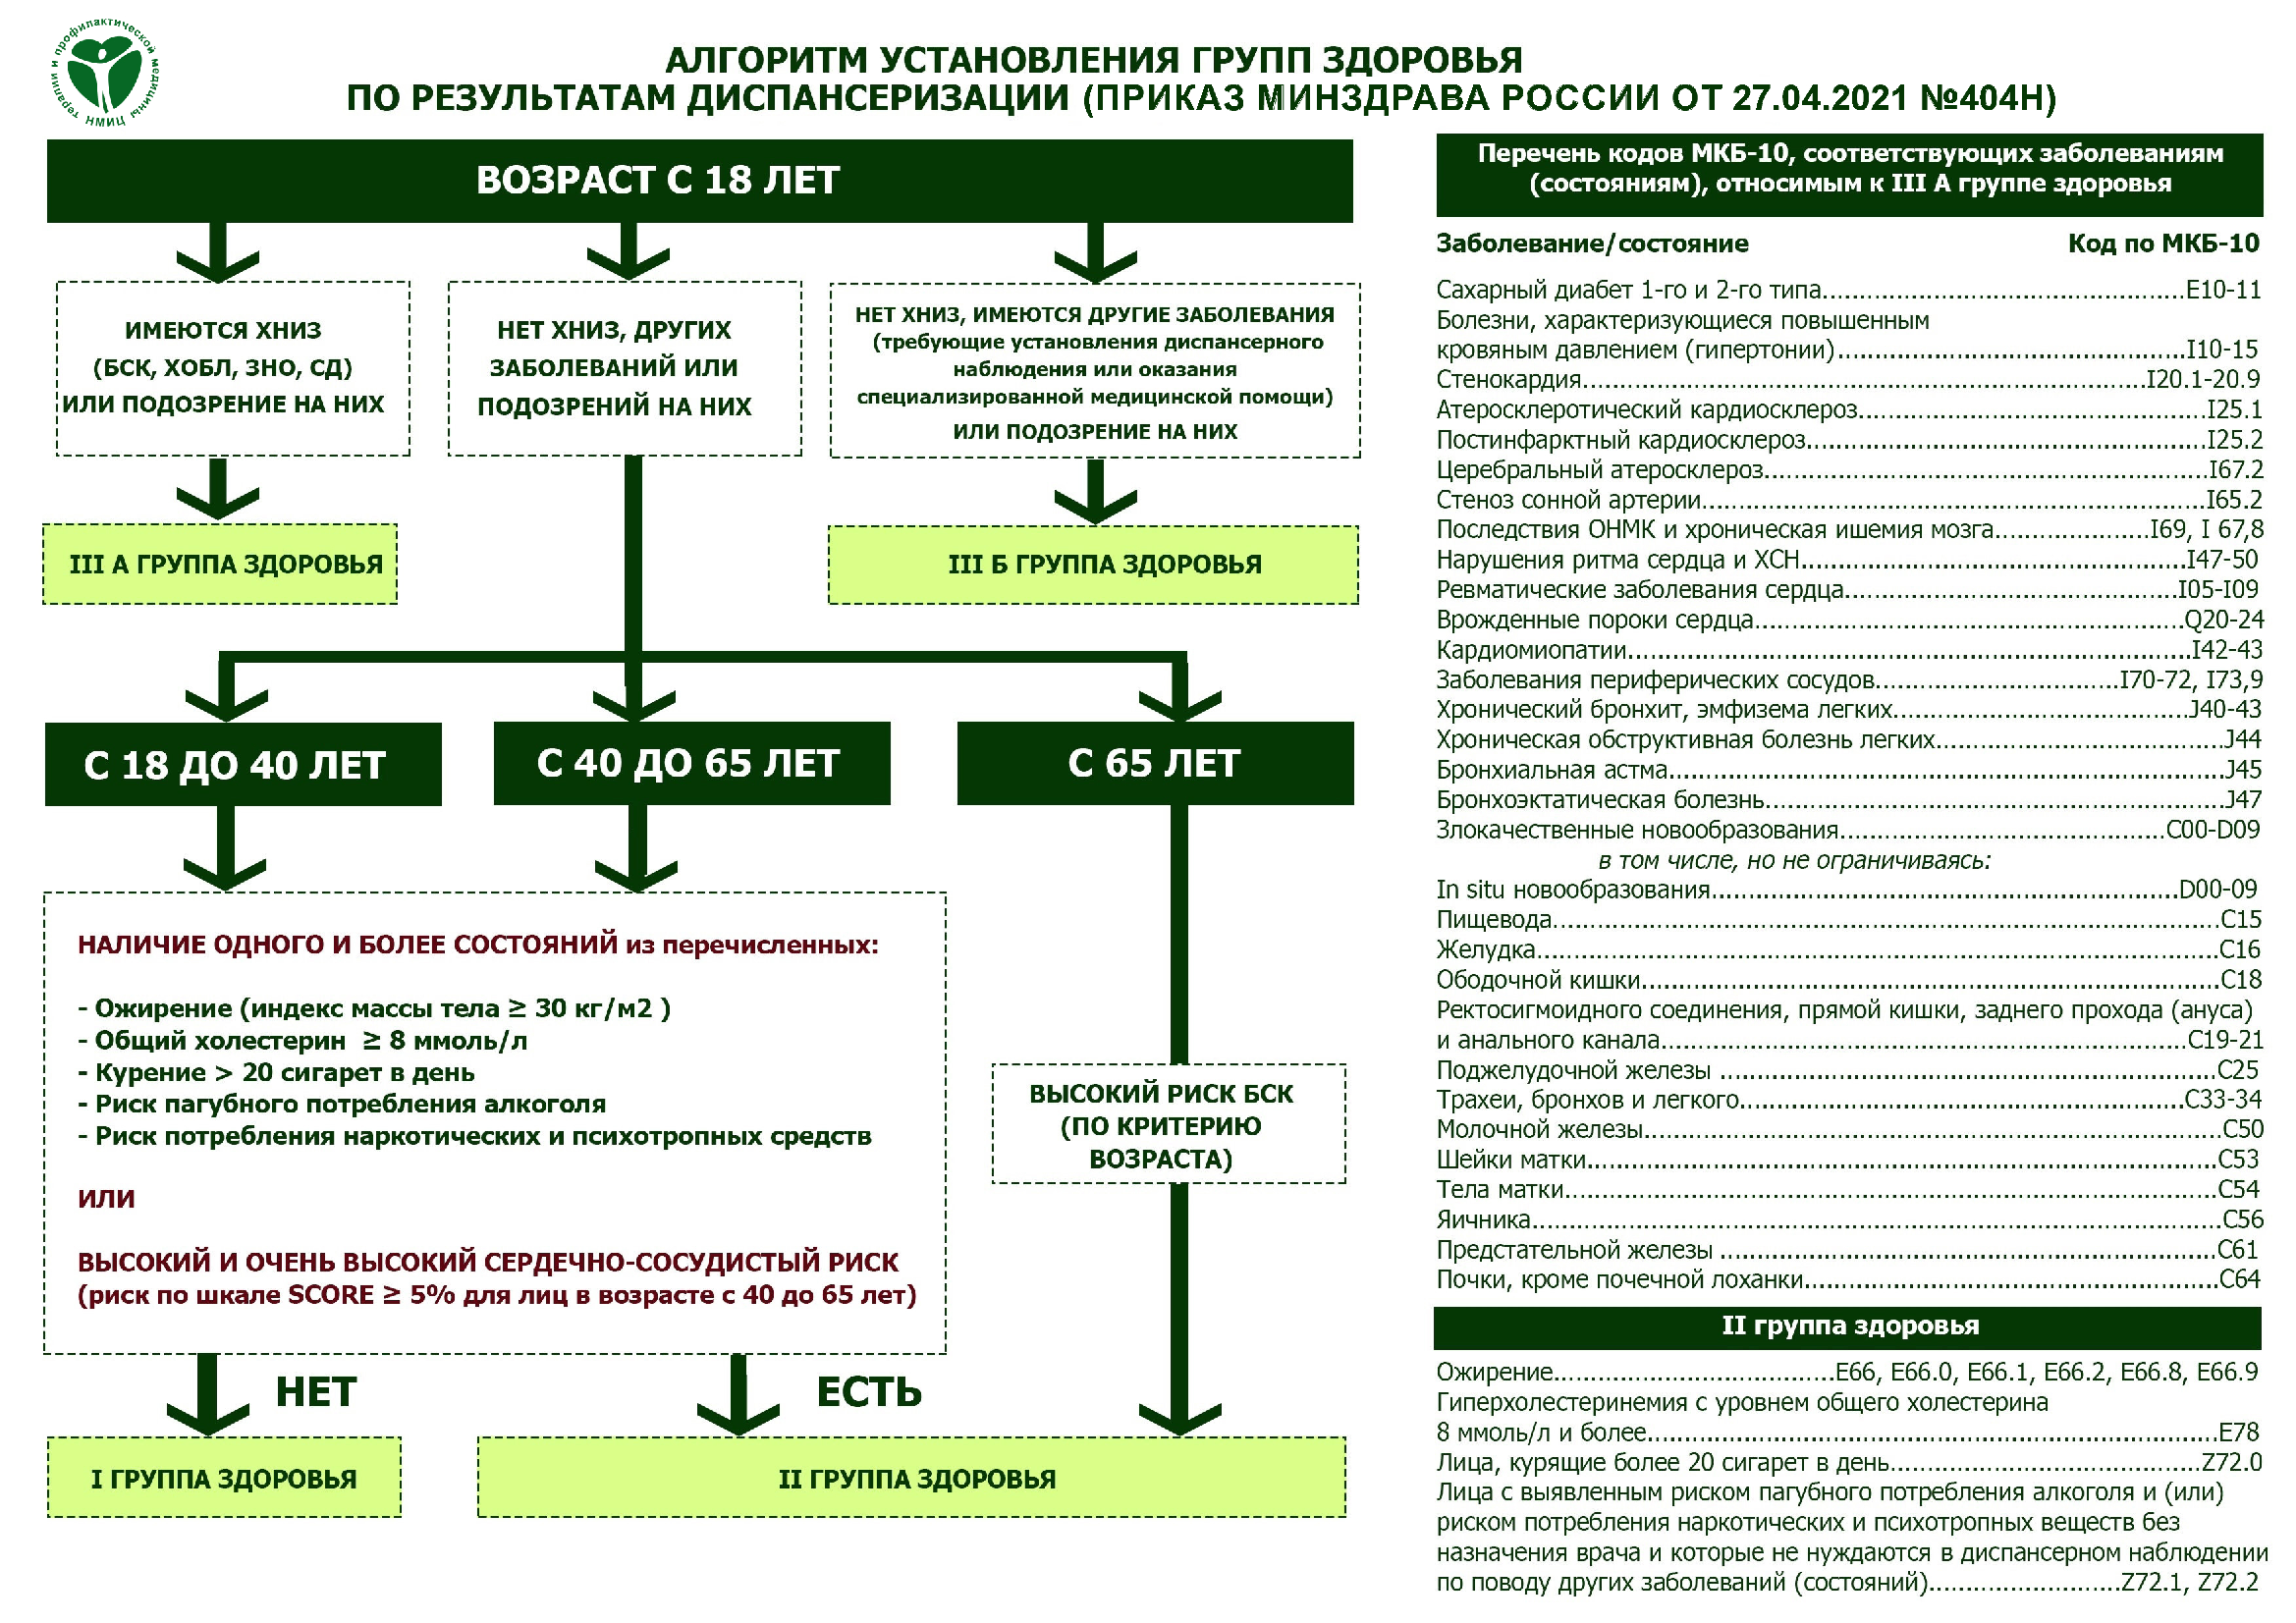 НМИЦ терапии и профилактической медицины
АЛГОРИТМ УСТАНОВЛЕНИЯ ГРУПП ЗДОРОВЬЯ
ПО РЕЗУЛЬТАТАМ ДИСПАНСЕРИЗАЦИИ (ПРИКАЗ МИНЗДРАВА РОССИИ ОТ 27.04.2021 №404Н)
ВОЗРАСТ С 18 ЛЕТ
ИМЕЮТСЯ ХНИЗ
(БСК, ХОБЛ, ЗНО, СД)
ИЛИ ПОДОЗРЕНИЕ НА НИХ
НЕТ ХНИЗ, ДРУГИХ
ЗАБОЛЕВАНИЙ ИЛИ
ПОДОЗРЕНИЙ НА НИХ
НЕТ ХНИЗ, ИМЕЮТСЯ ДРУГИЕ ЗАБОЛЕВАНИЯ
(требующие установления диспансерного
наблюдения или оказания
специализированной медицинской помощи)
ИЛИ ПОДОЗРЕНИЕ НА НИХ
III А ГРУППА ЗДОРОВЬЯ
III Б ГРУППА ЗДОРОВЬЯ
С 18 ДО 40 ЛЕТ
С 40 ДО 65 ЛЕТ
С 65 ЛЕТ
НАЛИЧИЕ ОДНОГО И БОЛЕЕ СОСТОЯНИЙ из перечисленных:
- Ожирение (индекс массы тела ≥ 30 кг/м2 )
- Общий холестерин ≥ 8 ммоль/л
- Курение > 20 сигарет в день
- Риск пагубного потребления алкоголя
- Риск потребления наркотических и психотропных средств
ИЛИ
ВЫСОКИЙ И ОЧЕНЬ ВЫСОКИЙ СЕРДЕЧНО-СОСУДИСТЫЙ РИСК
(риск по шкале SCORE ≥ 5% для лиц в возрасте с 40 до 65 лет)
ВЫСОКИЙ РИСК БСК
(ПО КРИТЕРИЮ
ВОЗРАСТА)
НЕТ
ЕСТЬ
I ГРУППА ЗДОРОВЬЯ
II ГРУППА ЗДОРОВЬЯ
Перечень кодов МКБ-10, соответствующих заболеваниям
(состояниям), относимым к III А группе здоровья
Заболевание/состояние Код по МКБ-10
Сахарный диабет 1-го и 2-го типа.....E10-11
Болезни, характеризующиеся повышенным
кровяным давлением (гипертонии).....I10-15
Стенокардия.....I20.1-20.9
Атеросклеротический кардиосклероз.....I25.1
Постинфарктный кардиосклероз.....I25.2
Церебральный атеросклероз.....I67.2
Стеноз сонной артерии.....I65.2
Последствия ОНМК и хроническая ишемия мозга.....I69, I 67,8
Нарушения ритма сердца и ХСН.....I47-50
Ревматические заболевания сердца.....I05-I09
Врожденные пороки сердца.....Q20-24
Кардиомиопатии.....I42-43
Заболевания периферических сосудов.....I70-72, I73,9
Хронический бронхит, эмфизема легких.....J40-43
Хроническая обструктивная болезнь легких.....J44
Бронхиальная астма.....J45
Бронхоэктатическая болезнь.....J47
Злокачественные новообразования.....C00-D09
в том числе, но не ограничиваясь:
In situ новообразования.....D00-09
Пищевода.....C15
Желудка.....C16
Ободочной кишки.....C18
Ректосигмоидного соединения, прямой кишки, заднего прохода (ануса)
и анального канала.....C19-21
Поджелудочной железы .....C25
Трахеи, бронхов и легкого.....C33-34
Молочной железы.....C50
Шейки матки.....C53
Тела матки.....C54
Яичника.....C56
Предстательной железы .....C61
Почки, кроме почечной лоханки.....C64
II группа здоровья
Ожирение.....E66, E66.0, E66.1, E66.2, E66.8, E66.9
Гиперхолестеринемия с уровнем общего холестерина
8 ммоль/л и более.....E78
Лица, курящие более 20 сигарет в день.....Z72.0
Лица с выявленным риском пагубного потребления алкоголя и (или)
риском потребления наркотических и психотропных веществ без
назначения врача и которые не нуждаются в диспансерном наблюдении
по поводу других заболеваний (состояний).....Z72.1, Z72.2